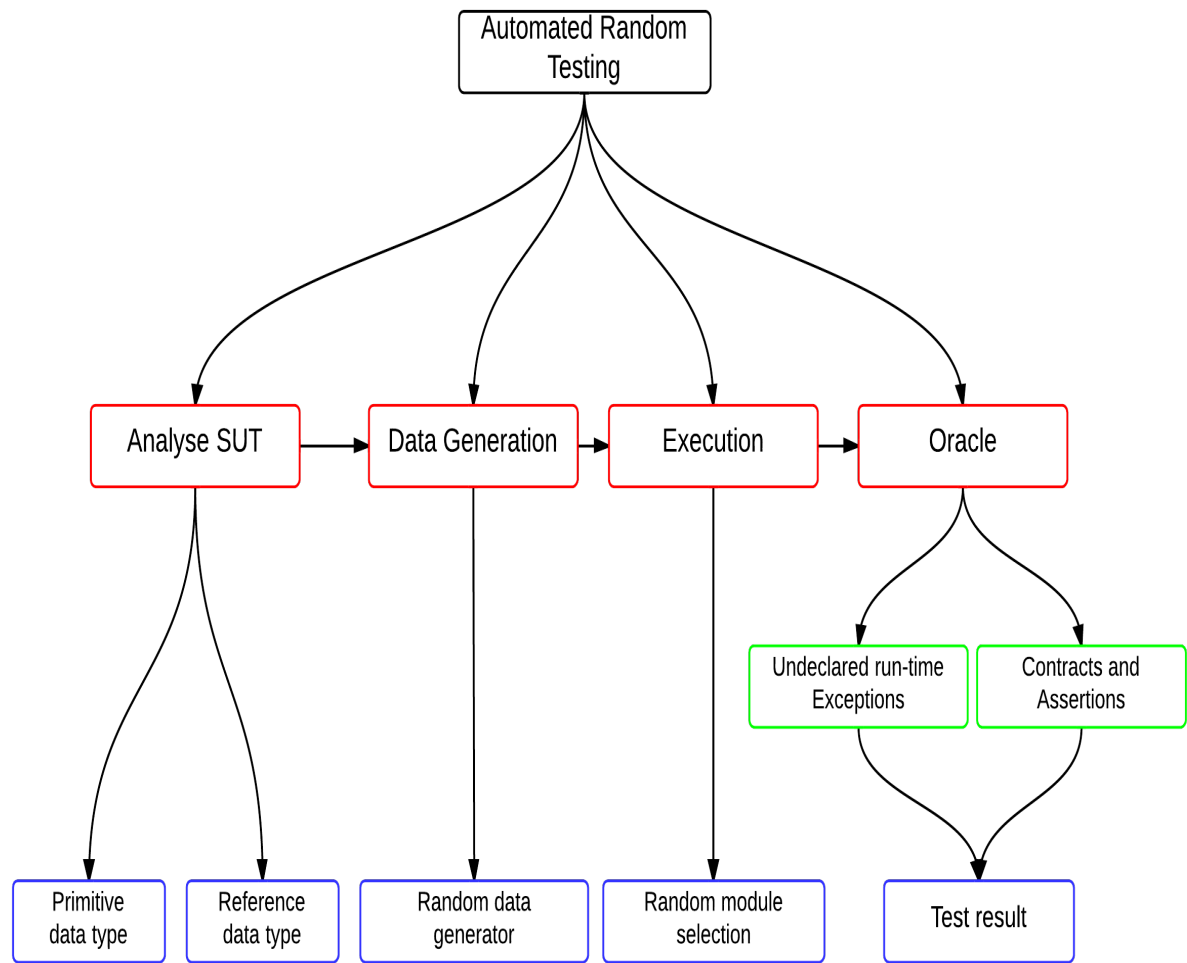 Automated Random
Testing
Analyse SUT
Data Generation
Execution
Oracle
Undeclared run-time
Exceptions
Contracts and
Assertions
Primitive
data type
Reference
data type
Random data
generator
Random module
selection
Test result